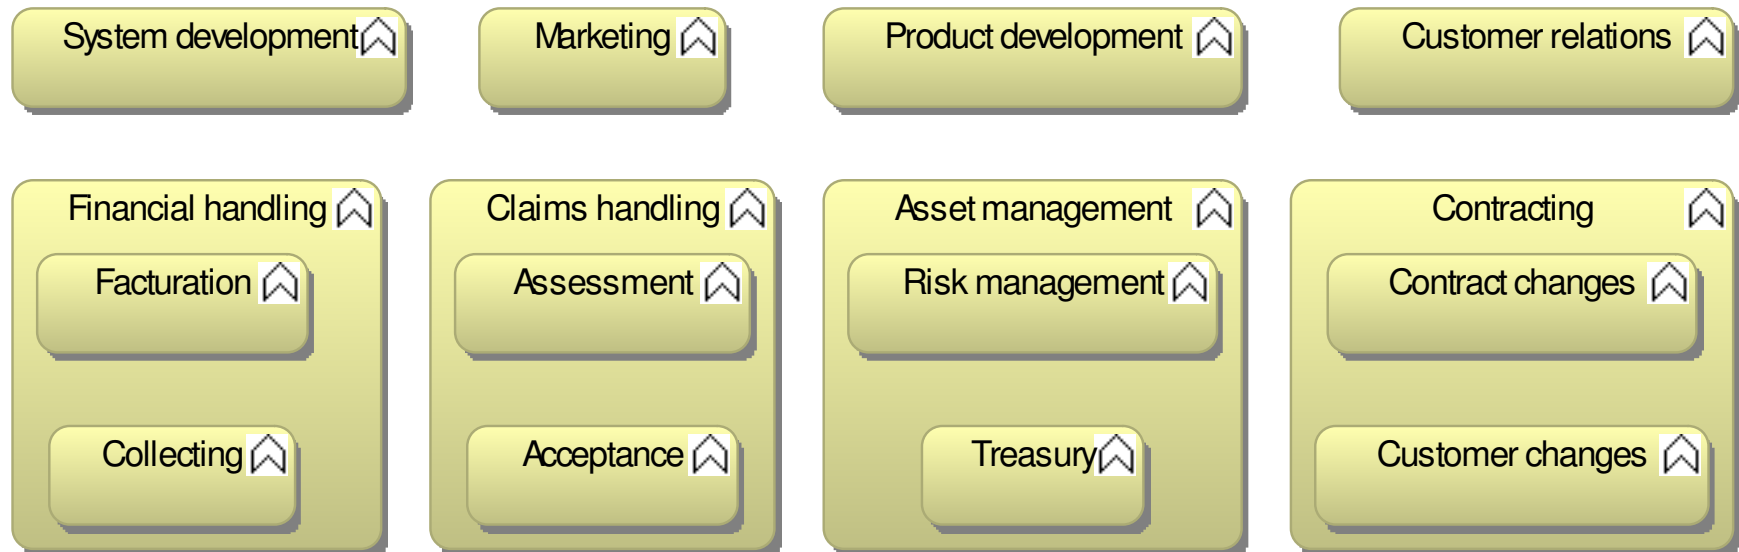 System development
Marketing
Product development
Customer relations
Financial handling
Claims handling
Asset management
Contracting
Facturation
Assessment
Risk management
Contract changes
Collecting
Acceptance
Treasury
Customer changes